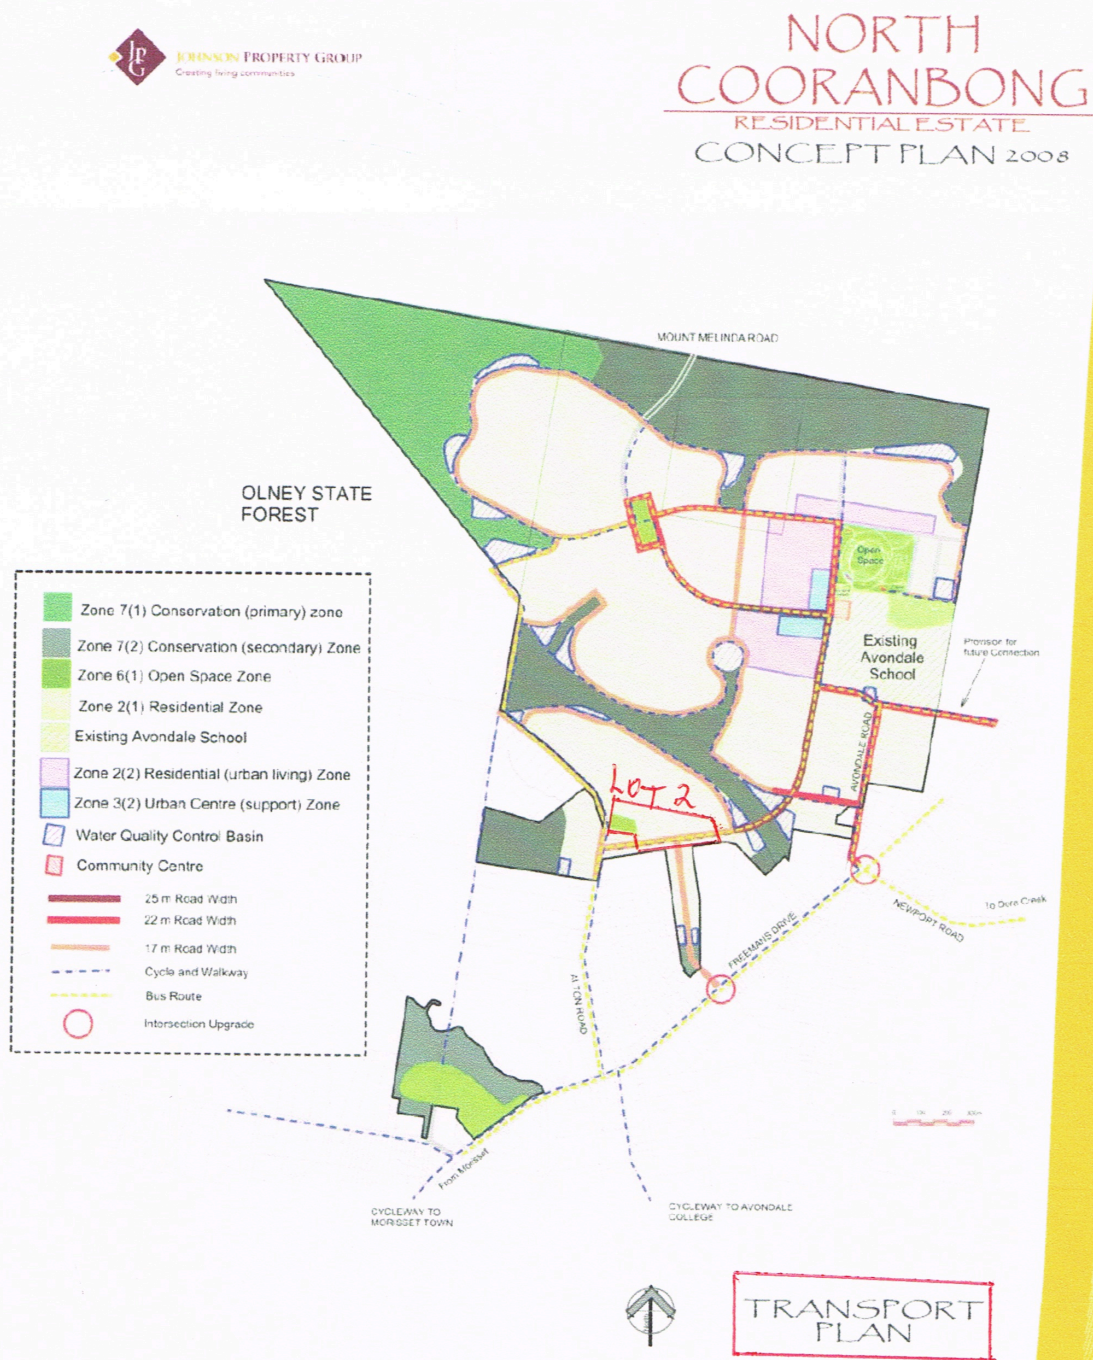 JPG
JOHNSON PROPERTY GROUP
Creating living communities
NORTH
COORANBONG
RESIDENTIAL ESTATE
CONCEPT PLAN 2008
MOUNT MELINDA ROAD
OLNEY STATE
FOREST
Open
Space
Existing
Avondale
School
Provision for
future Connection
AVONDALE ROAD
LOT 2
Zone 7(1) Conservation (primary) zone
Zone 7(2) Conservation (secondary) Zone
Zone 6(1) Open Space Zone
Zone 2(1) Residential Zone
Existing Avondale School
Zone 2(2) Residential (urban living) Zone
Zone 3(2) Urban Centre (support) Zone
Water Quality Control Basin
Community Centre
25 m Road Width
22 m Road Width
17 m Road Width
Cycle and Walkway
Bus Route
Intersection Upgrade
To Dora Creek
NEWPORT ROAD
FREEMANS DRIVE
ALTON ROAD
From Morisset
CYCLEWAY TO
MORISSET TOWN
CYCLEWAY TO AVONDALE
COLLEGE
TRANSPORT
PLAN